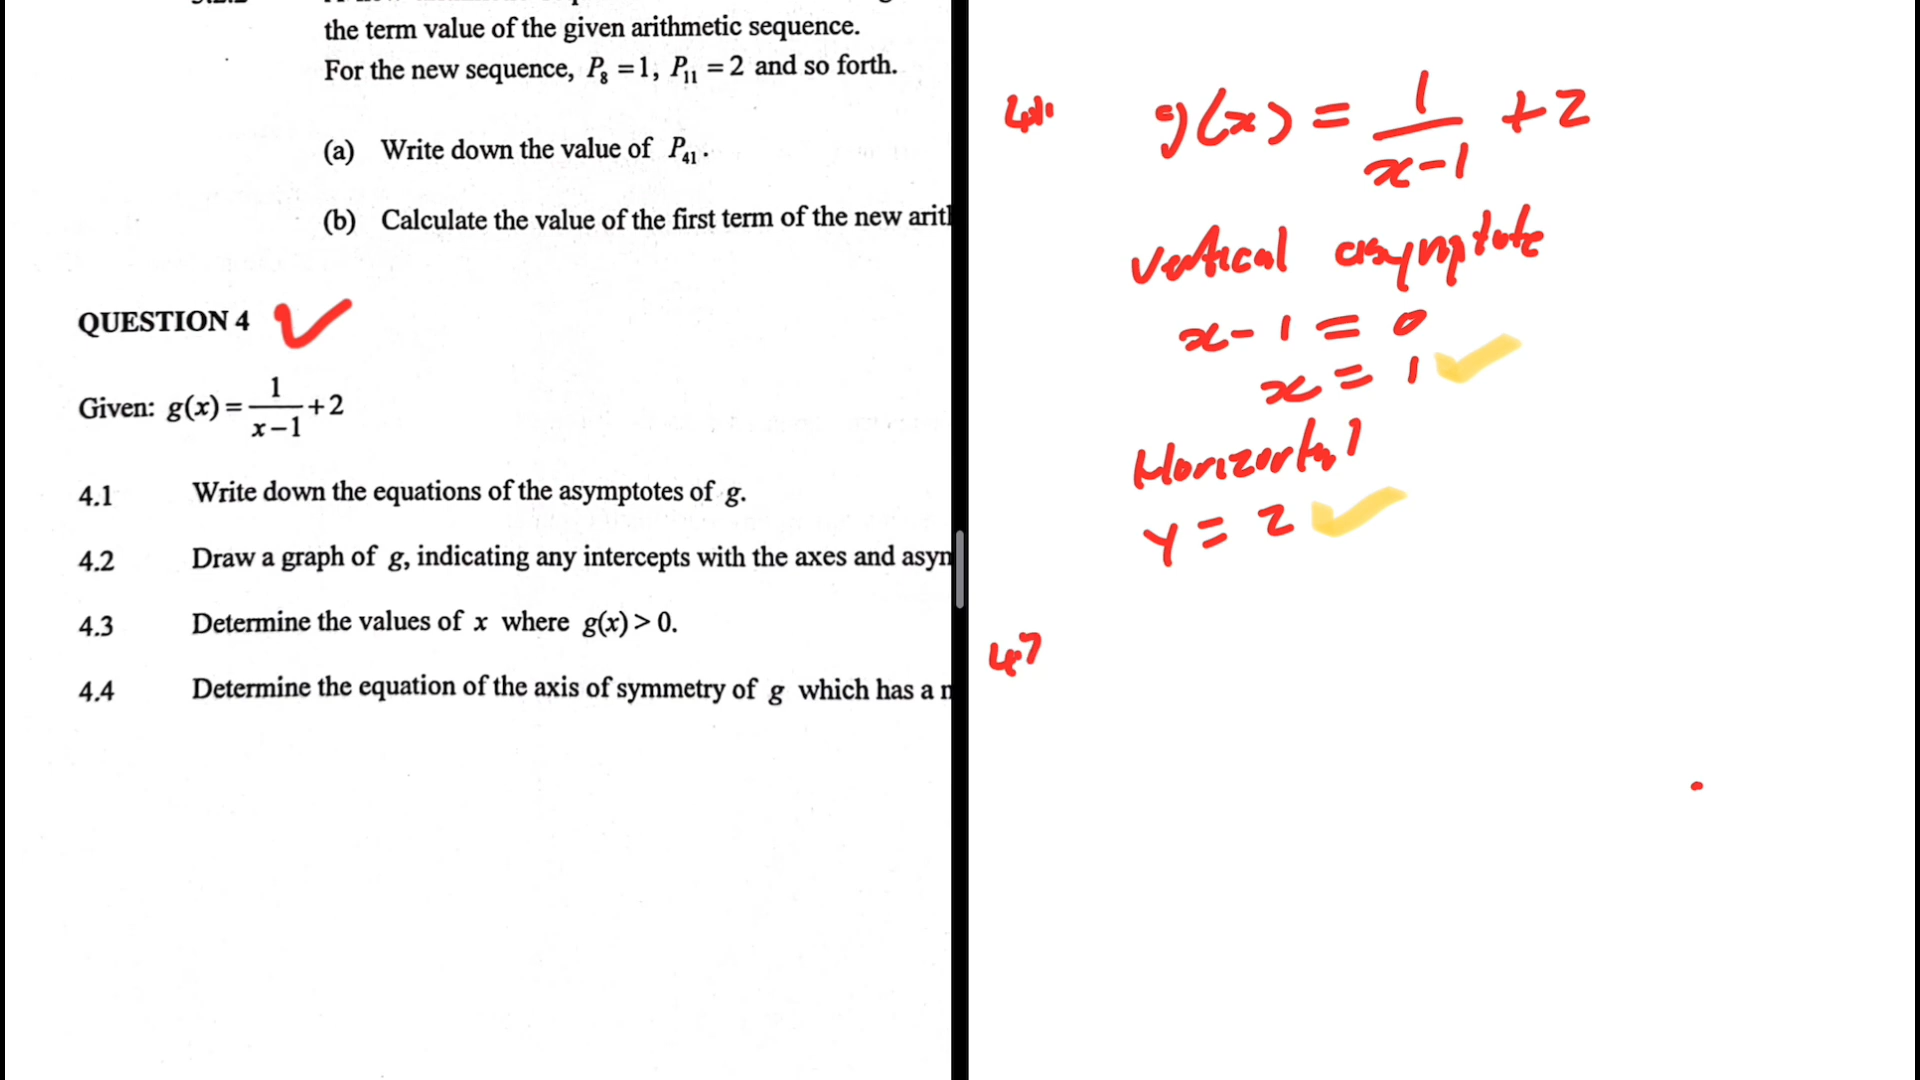 the term value of the given arithmetic sequence.
For the new sequence, P₈ = 1, P₁₁ = 2 and so forth.
(a) Write down the value of P₄₁.
(b) Calculate the value of the first term of the new arit
QUESTION 4
Given: g(x) = 1/(x−1) + 2
4.1 Write down the equations of the asymptotes of g.
4.2 Draw a graph of g, indicating any intercepts with the axes and asy
4.3 Determine the values of x where g(x) > 0.
4.4 Determine the equation of the axis of symmetry of g which has a
g(x) = 1/(x−1) + 2
Vertical asymptote
x − 1 = 0
x = 1
Horizontal
y = 2